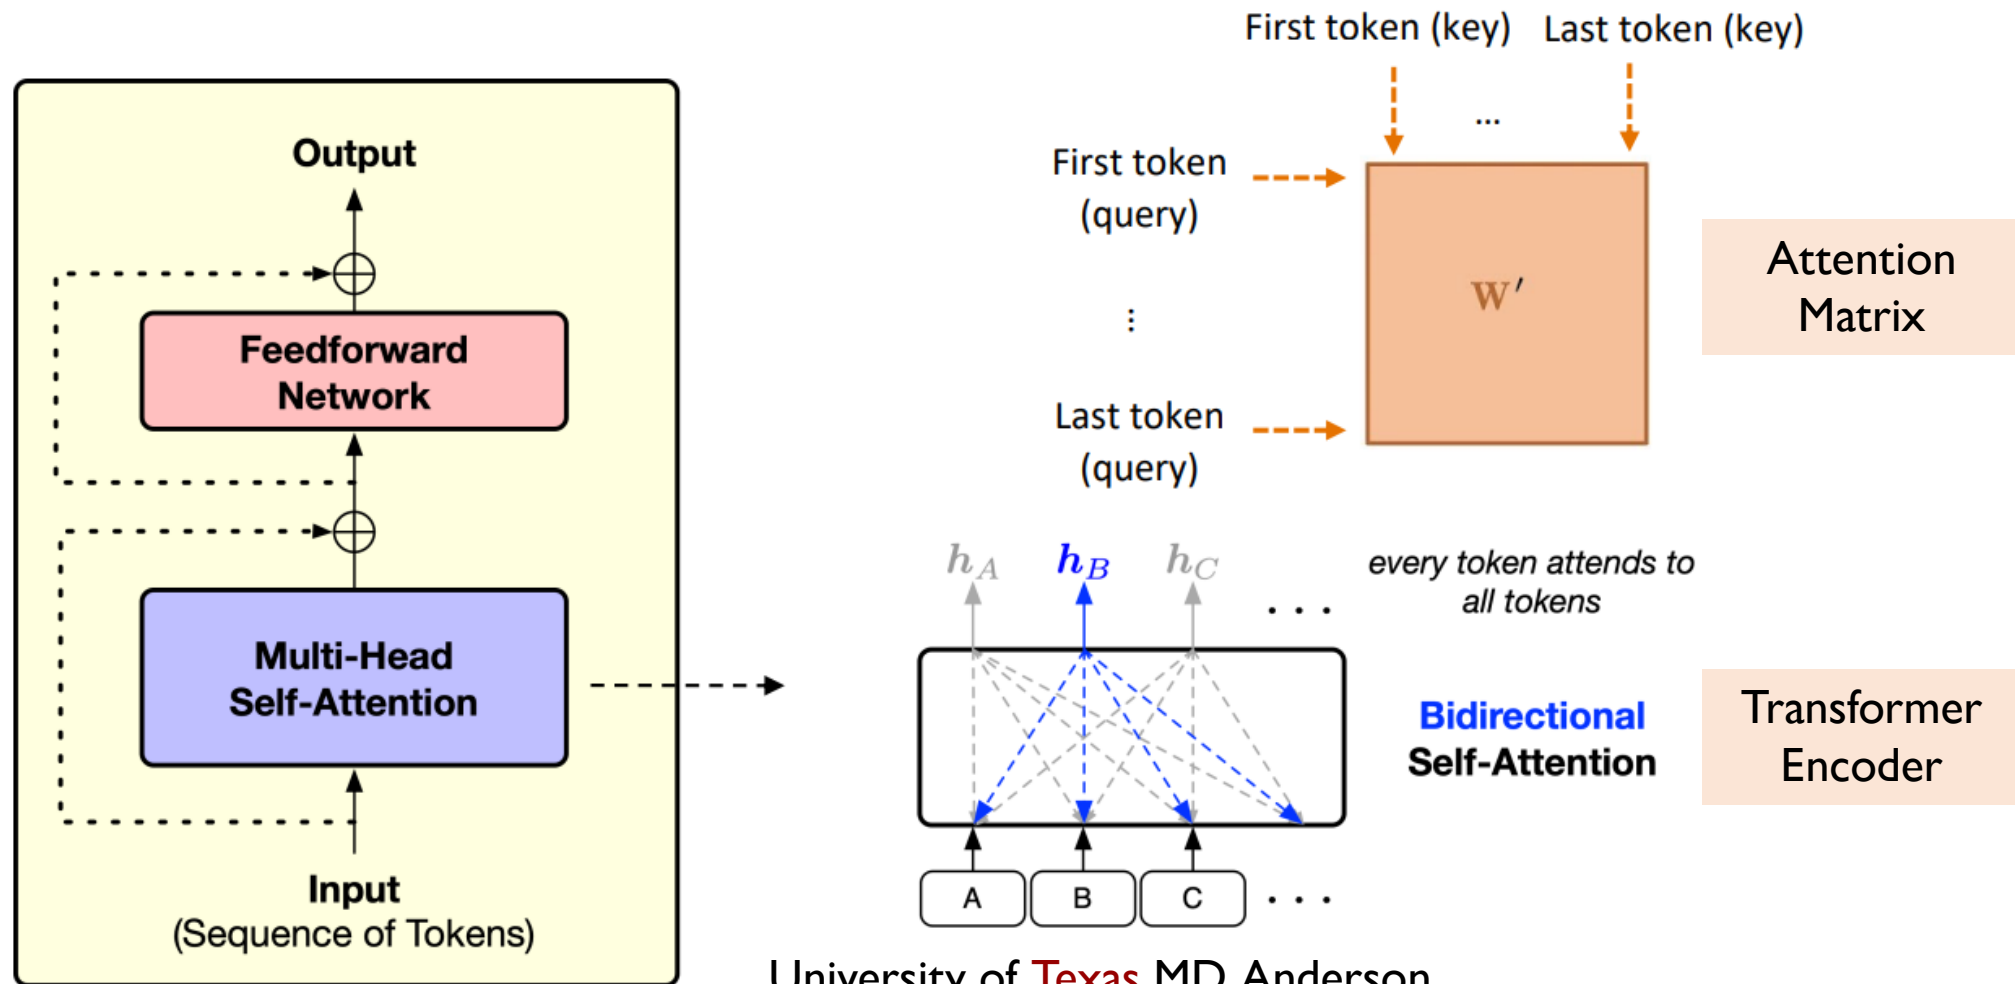 Output
Feedforward
Network
Multi-Head
Self-Attention
Input
(Sequence of Tokens)
First token (key) Last token (key)
...
First token
(query)
⋮
Last token
(query)
W′
Attention
Matrix
h_A h_B h_C
. . .
every token attends to
all tokens
Bidirectional
Self-Attention
Transformer
Encoder
A B C . . .
University of Texas MD Anderson